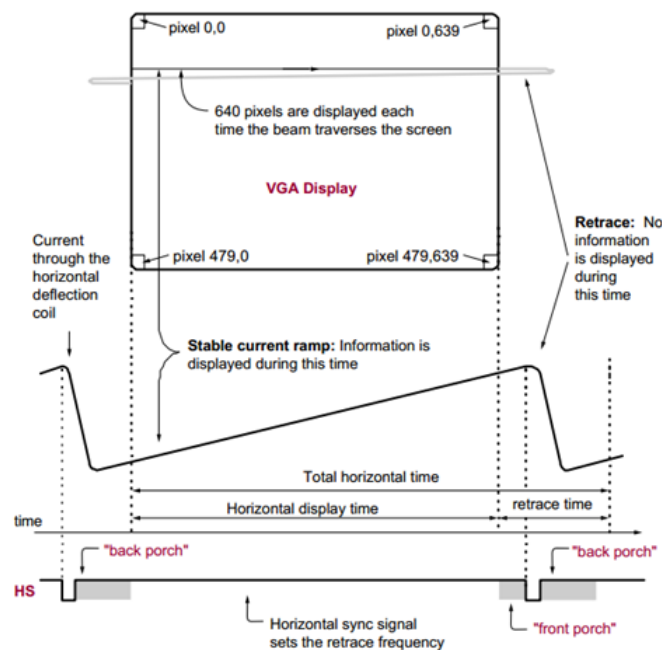 pixel 0,0
pixel 0,639
640 pixels are displayed each
time the beam traverses the screen
VGA Display
Retrace: No
information
is displayed
during
this time
Current
through the
horizontal
deflection
coil
pixel 479,0
pixel 479,639
Stable current ramp: Information is
displayed during this time
Total horizontal time
Horizontal display time
retrace time
time
"back porch"
"back porch"
HS
Horizontal sync signal
sets the retrace frequency
"front porch"